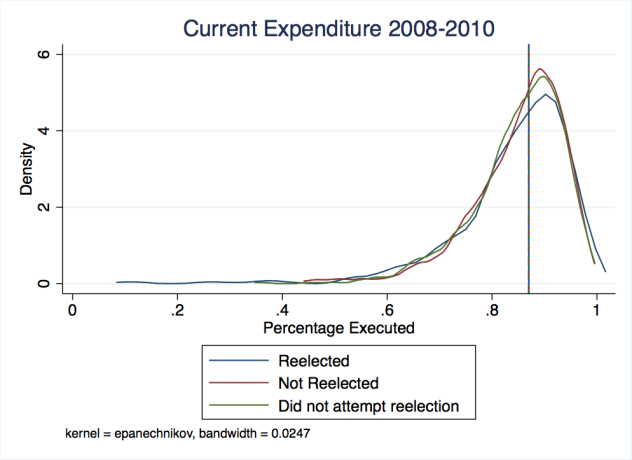 Current Expenditure 2008-2010
6
4
2
0
Density
0 .2 .4 .6 .8 1
Percentage Executed
Reelected
Not Reelected
Did not attempt reelection
kernel = epanechnikov, bandwidth = 0.0247